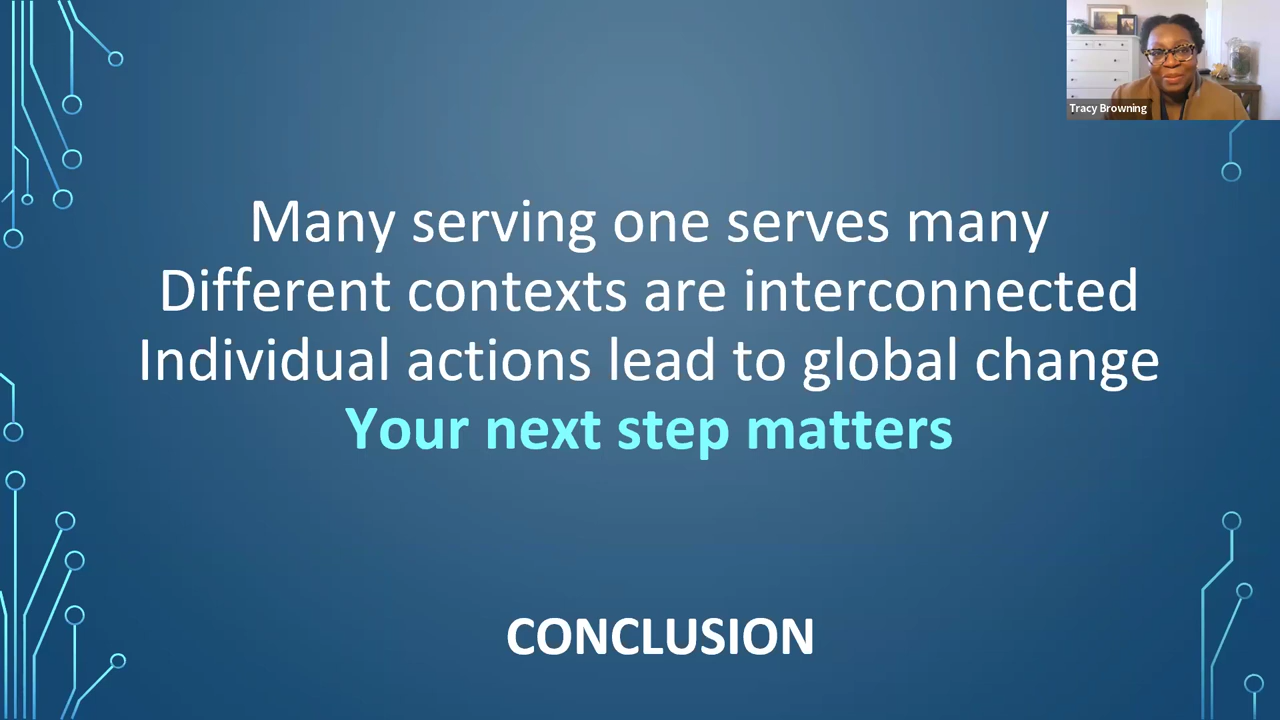 Tracy Browning
Many serving one serves many
Different contexts are interconnected
Individual actions lead to global change
Your next step matters
CONCLUSION